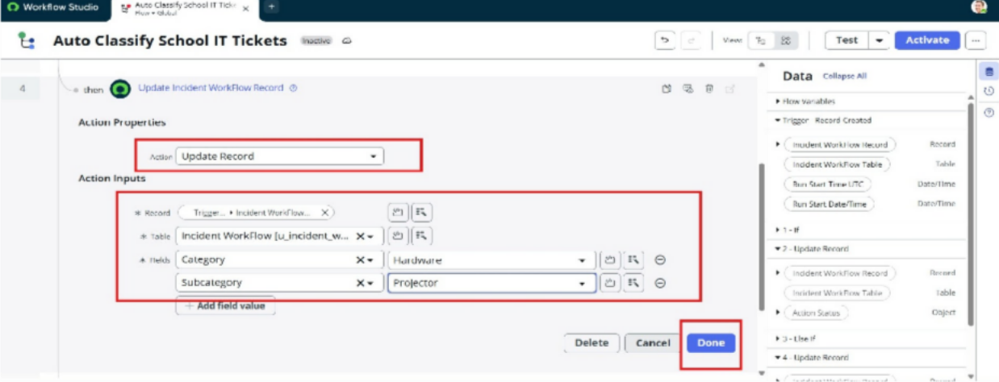 Workflow Studio
Auto Classify School IT Ticke
Flow • Global
Auto Classify School IT Tickets
Inactive
View:
Test
Activate
4
then
Update Incident WorkFlow Record
Action Properties
Action
Update Record
Action Inputs
* Record
Trigger... ▸ Incident WorkFlow...
* Table
Incident WorkFlow [u_incident_w...
* Fields
Category
Hardware
Subcategory
Projector
+ Add field value
Delete
Cancel
Done
Data
Collapse All
Flow Variables
Trigger - Record Created
Incident WorkFlow Record
Record
Incident WorkFlow Table
Table
Run Start Time UTC
Date/Time
Run Start Date/Time
Date/Time
1 - If
2 - Update Record
Incident WorkFlow Record
Record
Incident WorkFlow Table
Table
Action Status
Object
3 - Else If
4 - Update Record
Incident WorkFlow Record
Record